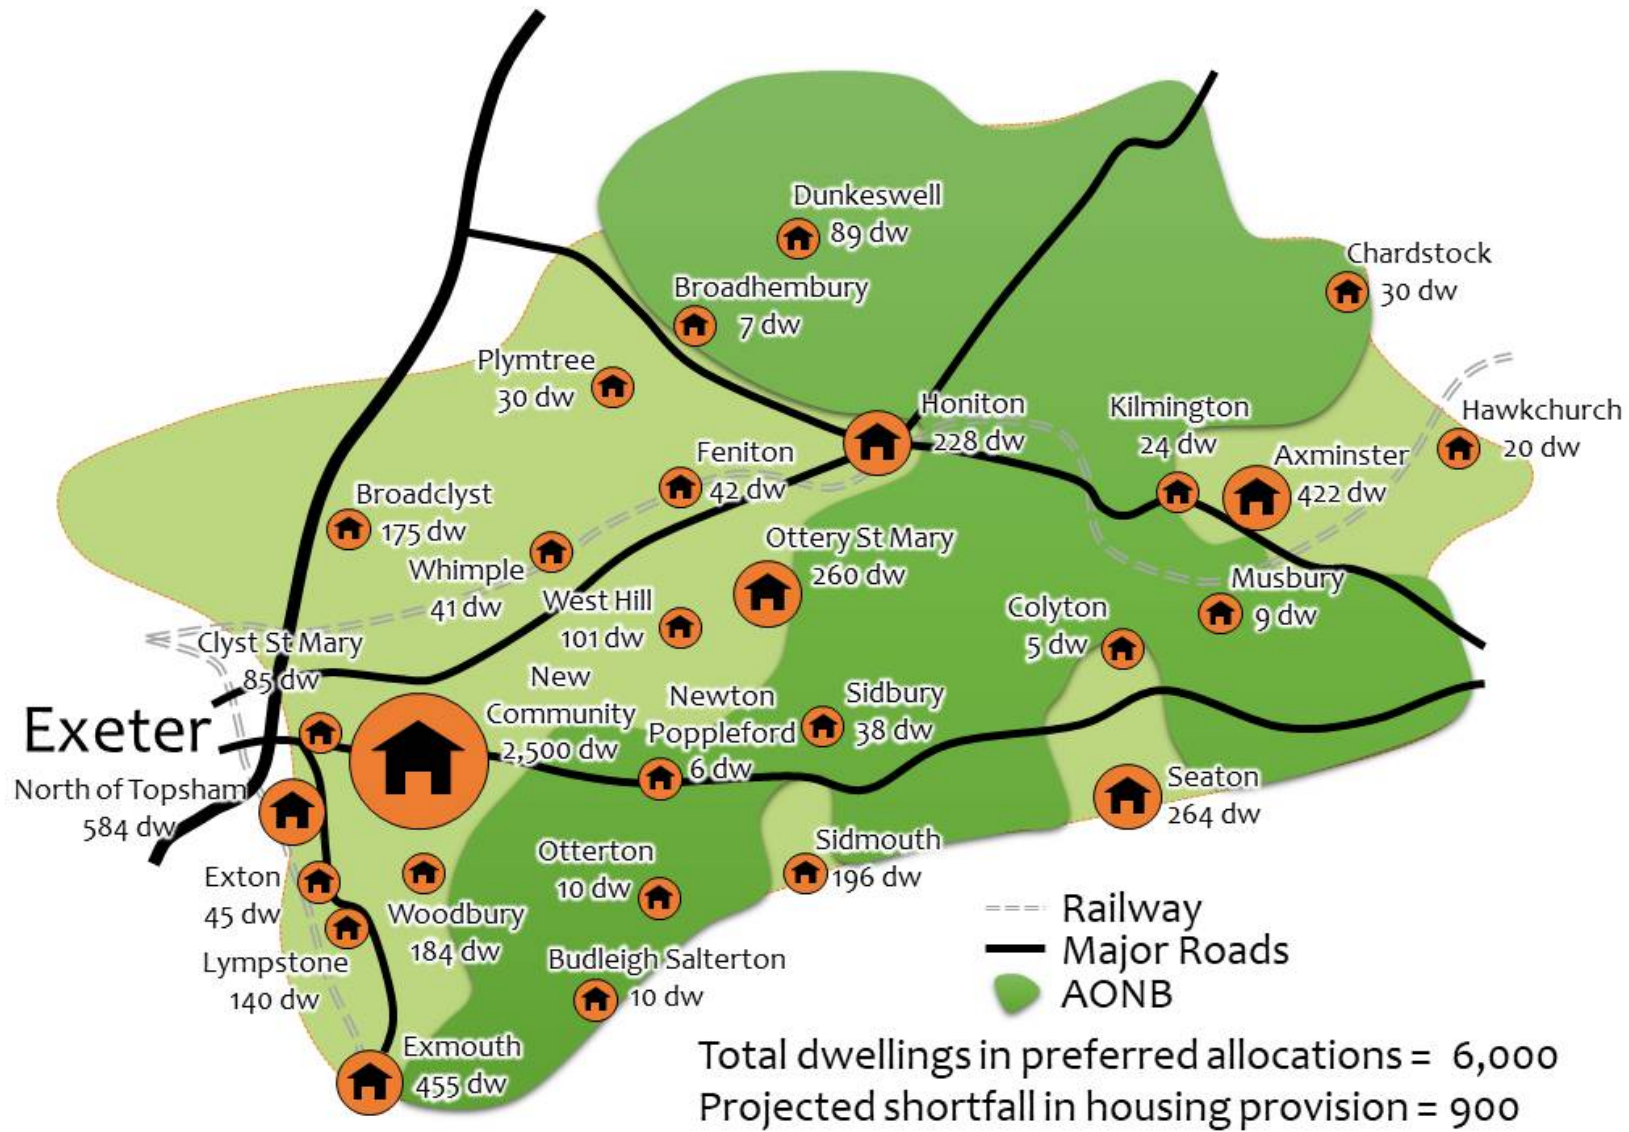 Dunkeswell
89 dw
Chardstock
30 dw
Broadhembury
7 dw
Plymtree
30 dw
Honiton
228 dw
Kilmington
24 dw
Hawkchurch
20 dw
Axminster
422 dw
Feniton
42 dw
Broadclyst
175 dw
Whimple
41 dw
Ottery St Mary
260 dw
West Hill
101 dw
Musbury
9 dw
Colyton
5 dw
Clyst St Mary
85 dw
New
Community
2,500 dw
Newton
Poppleford
6 dw
Sidbury
38 dw
Exeter
North of Topsham
584 dw
Seaton
264 dw
Sidmouth
196 dw
Otterton
10 dw
Exton
45 dw
Woodbury
184 dw
Lympstone
140 dw
Budleigh Salterton
10 dw
Exmouth
455 dw
Railway
Major Roads
AONB
Total dwellings in preferred allocations = 6,000
Projected shortfall in housing provision = 900